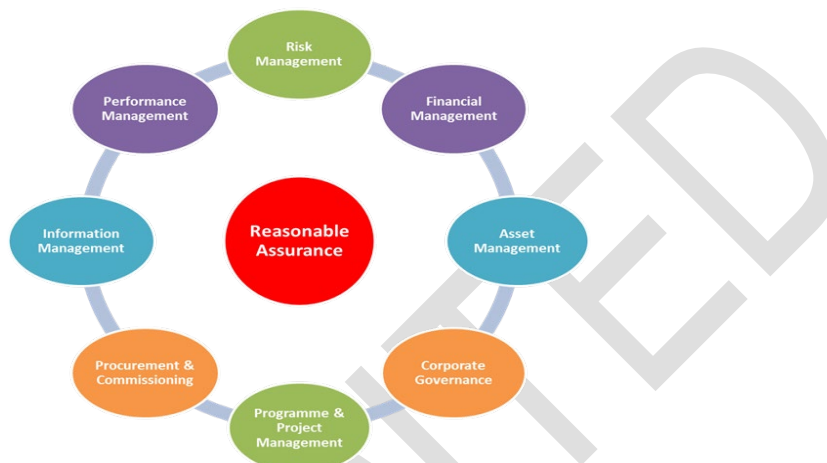 Risk
Management
Financial
Management
Asset
Management
Corporate
Governance
Programme &
Project
Management
Procurement &
Commissioning
Information
Management
Performance
Management
Reasonable
Assurance